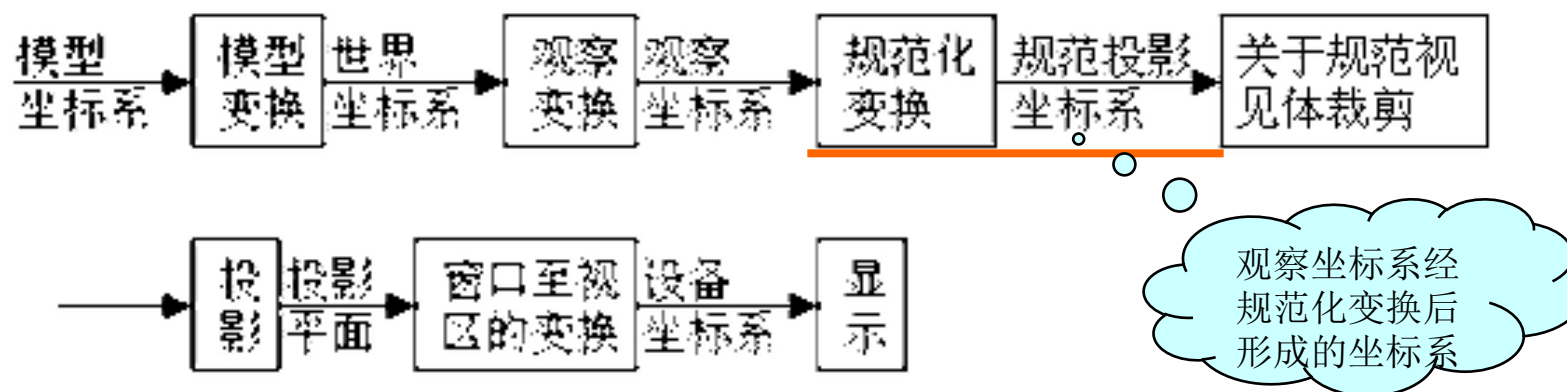 模型
坐标系
模型
变换
世界
坐标系
观察
变换
观察
坐标系
规范化
变换
规范投影
坐标系
关于规范视
见体裁剪
投
影
投影
平面
窗口至视
区的变换
设备
坐标系
显
示
观察坐标系经
规范化变换后
形成的坐标系